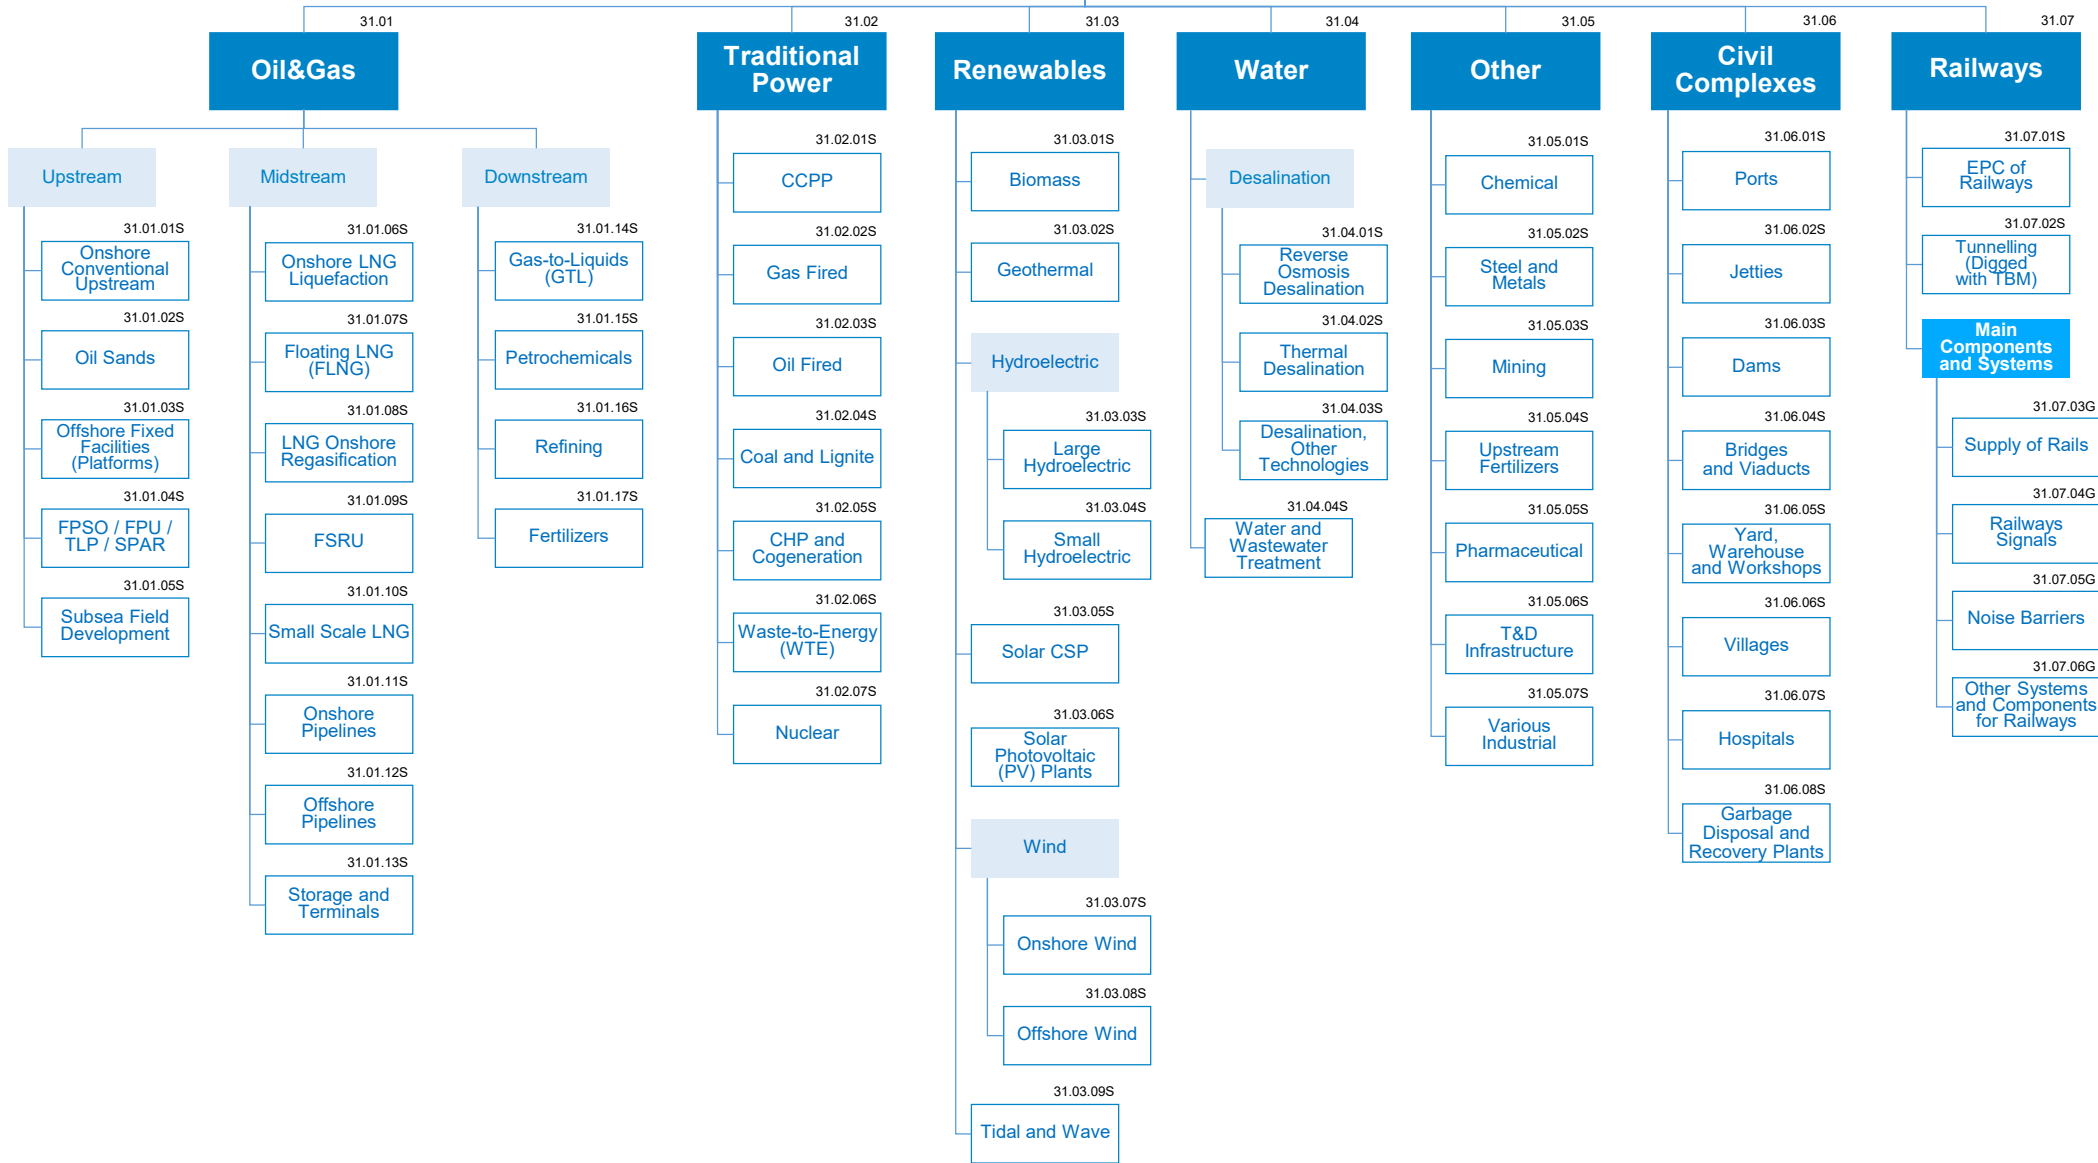 31.01
Oil&Gas
Upstream
31.01.01S
Onshore
Conventional
Upstream
31.01.02S
Oil Sands
31.01.03S
Offshore Fixed
Facilities
(Platforms)
31.01.04S
FPSO / FPU /
TLP / SPAR
31.01.05S
Subsea Field
Development
Midstream
31.01.06S
Onshore LNG
Liquefaction
31.01.07S
Floating LNG
(FLNG)
31.01.08S
LNG Onshore
Regasification
31.01.09S
FSRU
31.01.10S
Small Scale LNG
31.01.11S
Onshore
Pipelines
31.01.12S
Offshore
Pipelines
31.01.13S
Storage and
Terminals
Downstream
31.01.14S
Gas-to-Liquids
(GTL)
31.01.15S
Petrochemicals
31.01.16S
Refining
31.01.17S
Fertilizers
31.02
Traditional
Power
31.02.01S
CCPP
31.02.02S
Gas Fired
31.02.03S
Oil Fired
31.02.04S
Coal and Lignite
31.02.05S
CHP and
Cogeneration
31.02.06S
Waste-to-Energy
(WTE)
31.02.07S
Nuclear
31.03
Renewables
31.03.01S
Biomass
31.03.02S
Geothermal
Hydroelectric
31.03.03S
Large
Hydroelectric
31.03.04S
Small
Hydroelectric
31.03.05S
Solar CSP
31.03.06S
Solar
Photovoltaic
(PV) Plants
Wind
31.03.07S
Onshore Wind
31.03.08S
Offshore Wind
31.03.09S
Tidal and Wave
31.04
Water
Desalination
31.04.01S
Reverse
Osmosis
Desalination
31.04.02S
Thermal
Desalination
31.04.03S
Desalination,
Other
Technologies
31.04.04S
Water and
Wastewater
Treatment
31.05
Other
31.05.01S
Chemical
31.05.02S
Steel and
Metals
31.05.03S
Mining
31.05.04S
Upstream
Fertilizers
31.05.05S
Pharmaceutical
31.05.06S
T&D
Infrastructure
31.05.07S
Various
Industrial
31.06
Civil
Complexes
31.06.01S
Ports
31.06.02S
Jetties
31.06.03S
Dams
31.06.04S
Bridges
and Viaducts
31.06.05S
Yard,
Warehouse
and Workshops
31.06.06S
Villages
31.06.07S
Hospitals
31.06.08S
Garbage
Disposal and
Recovery Plants
31.07
Railways
31.07.01S
EPC of
Railways
31.07.02S
Tunnelling
(Digged
with TBM)
Main
Components
and Systems
31.07.03G
Supply of Rails
31.07.04G
Railways
Signals
31.07.05G
Noise Barriers
31.07.06G
Other Systems
and Components
for Railways